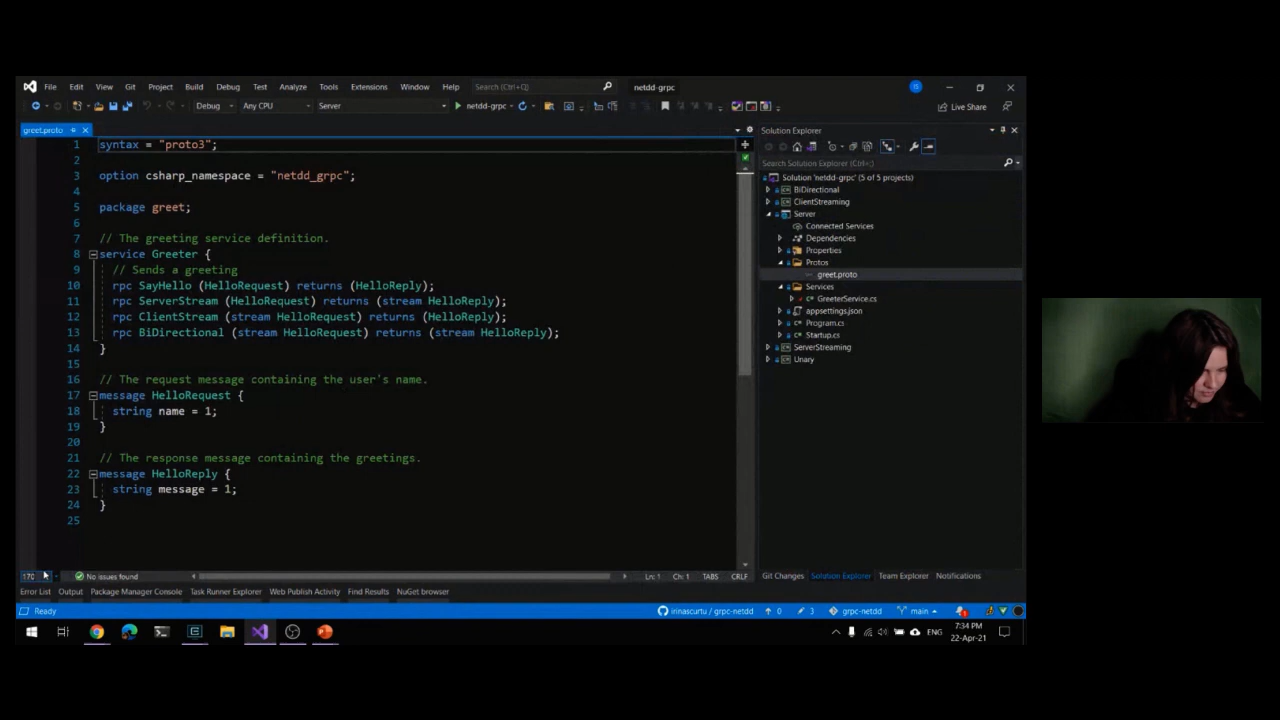 File Edit View Git Project Build Debug Test Analyze Tools Extensions Window Help Search (Ctrl+Q) netdd-grpc
Debug Any CPU Server netdd-grpc Live Share
greet.proto
1 syntax = "proto3";
2
3 option csharp_namespace = "netdd_grpc";
4
5 package greet;
6
7 // The greeting service definition.
8 service Greeter {
9 // Sends a greeting
10 rpc SayHello (HelloRequest) returns (HelloReply);
11 rpc ServerStream (HelloRequest) returns (stream HelloReply);
12 rpc ClientStream (stream HelloRequest) returns (HelloReply);
13 rpc BiDirectional (stream HelloRequest) returns (stream HelloReply);
14 }
15
16 // The request message containing the user's name.
17 message HelloRequest {
18 string name = 1;
19 }
20
21 // The response message containing the greetings.
22 message HelloReply {
23 string message = 1;
24 }
25
170 No issues found Ln: 1 Ch: 1 TABS CRLF
Solution Explorer
Search Solution Explorer (Ctrl+;)
Solution 'netdd-grpc' (5 of 5 projects)
BiDirectional
ClientStreaming
Server
Connected Services
Dependencies
Properties
Protos
greet.proto
Services
GreeterService.cs
appsettings.json
Program.cs
Startup.cs
ServerStreaming
Unary
Git Changes Solution Explorer Team Explorer Notifications
Error List Output Package Manager Console Task Runner Explorer Web Publish Activity Find Results NuGet browser
Ready irinascurtu / grpc-netdd 0 3 grpc-netdd main 1
ENG 7:34 PM
22-Apr-21